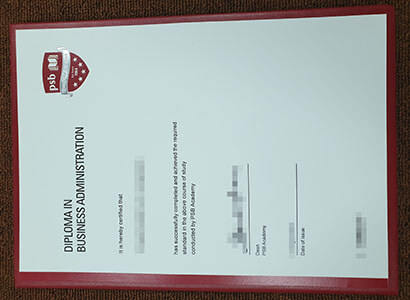 psb
DIPLOMA IN
BUSINESS ADMINISTRATION
It is hereby certified that
has successfully completed and achieved the required
standard in the above course of study
conducted by PSB Academy
Dean
PSB Academy
Date of issue